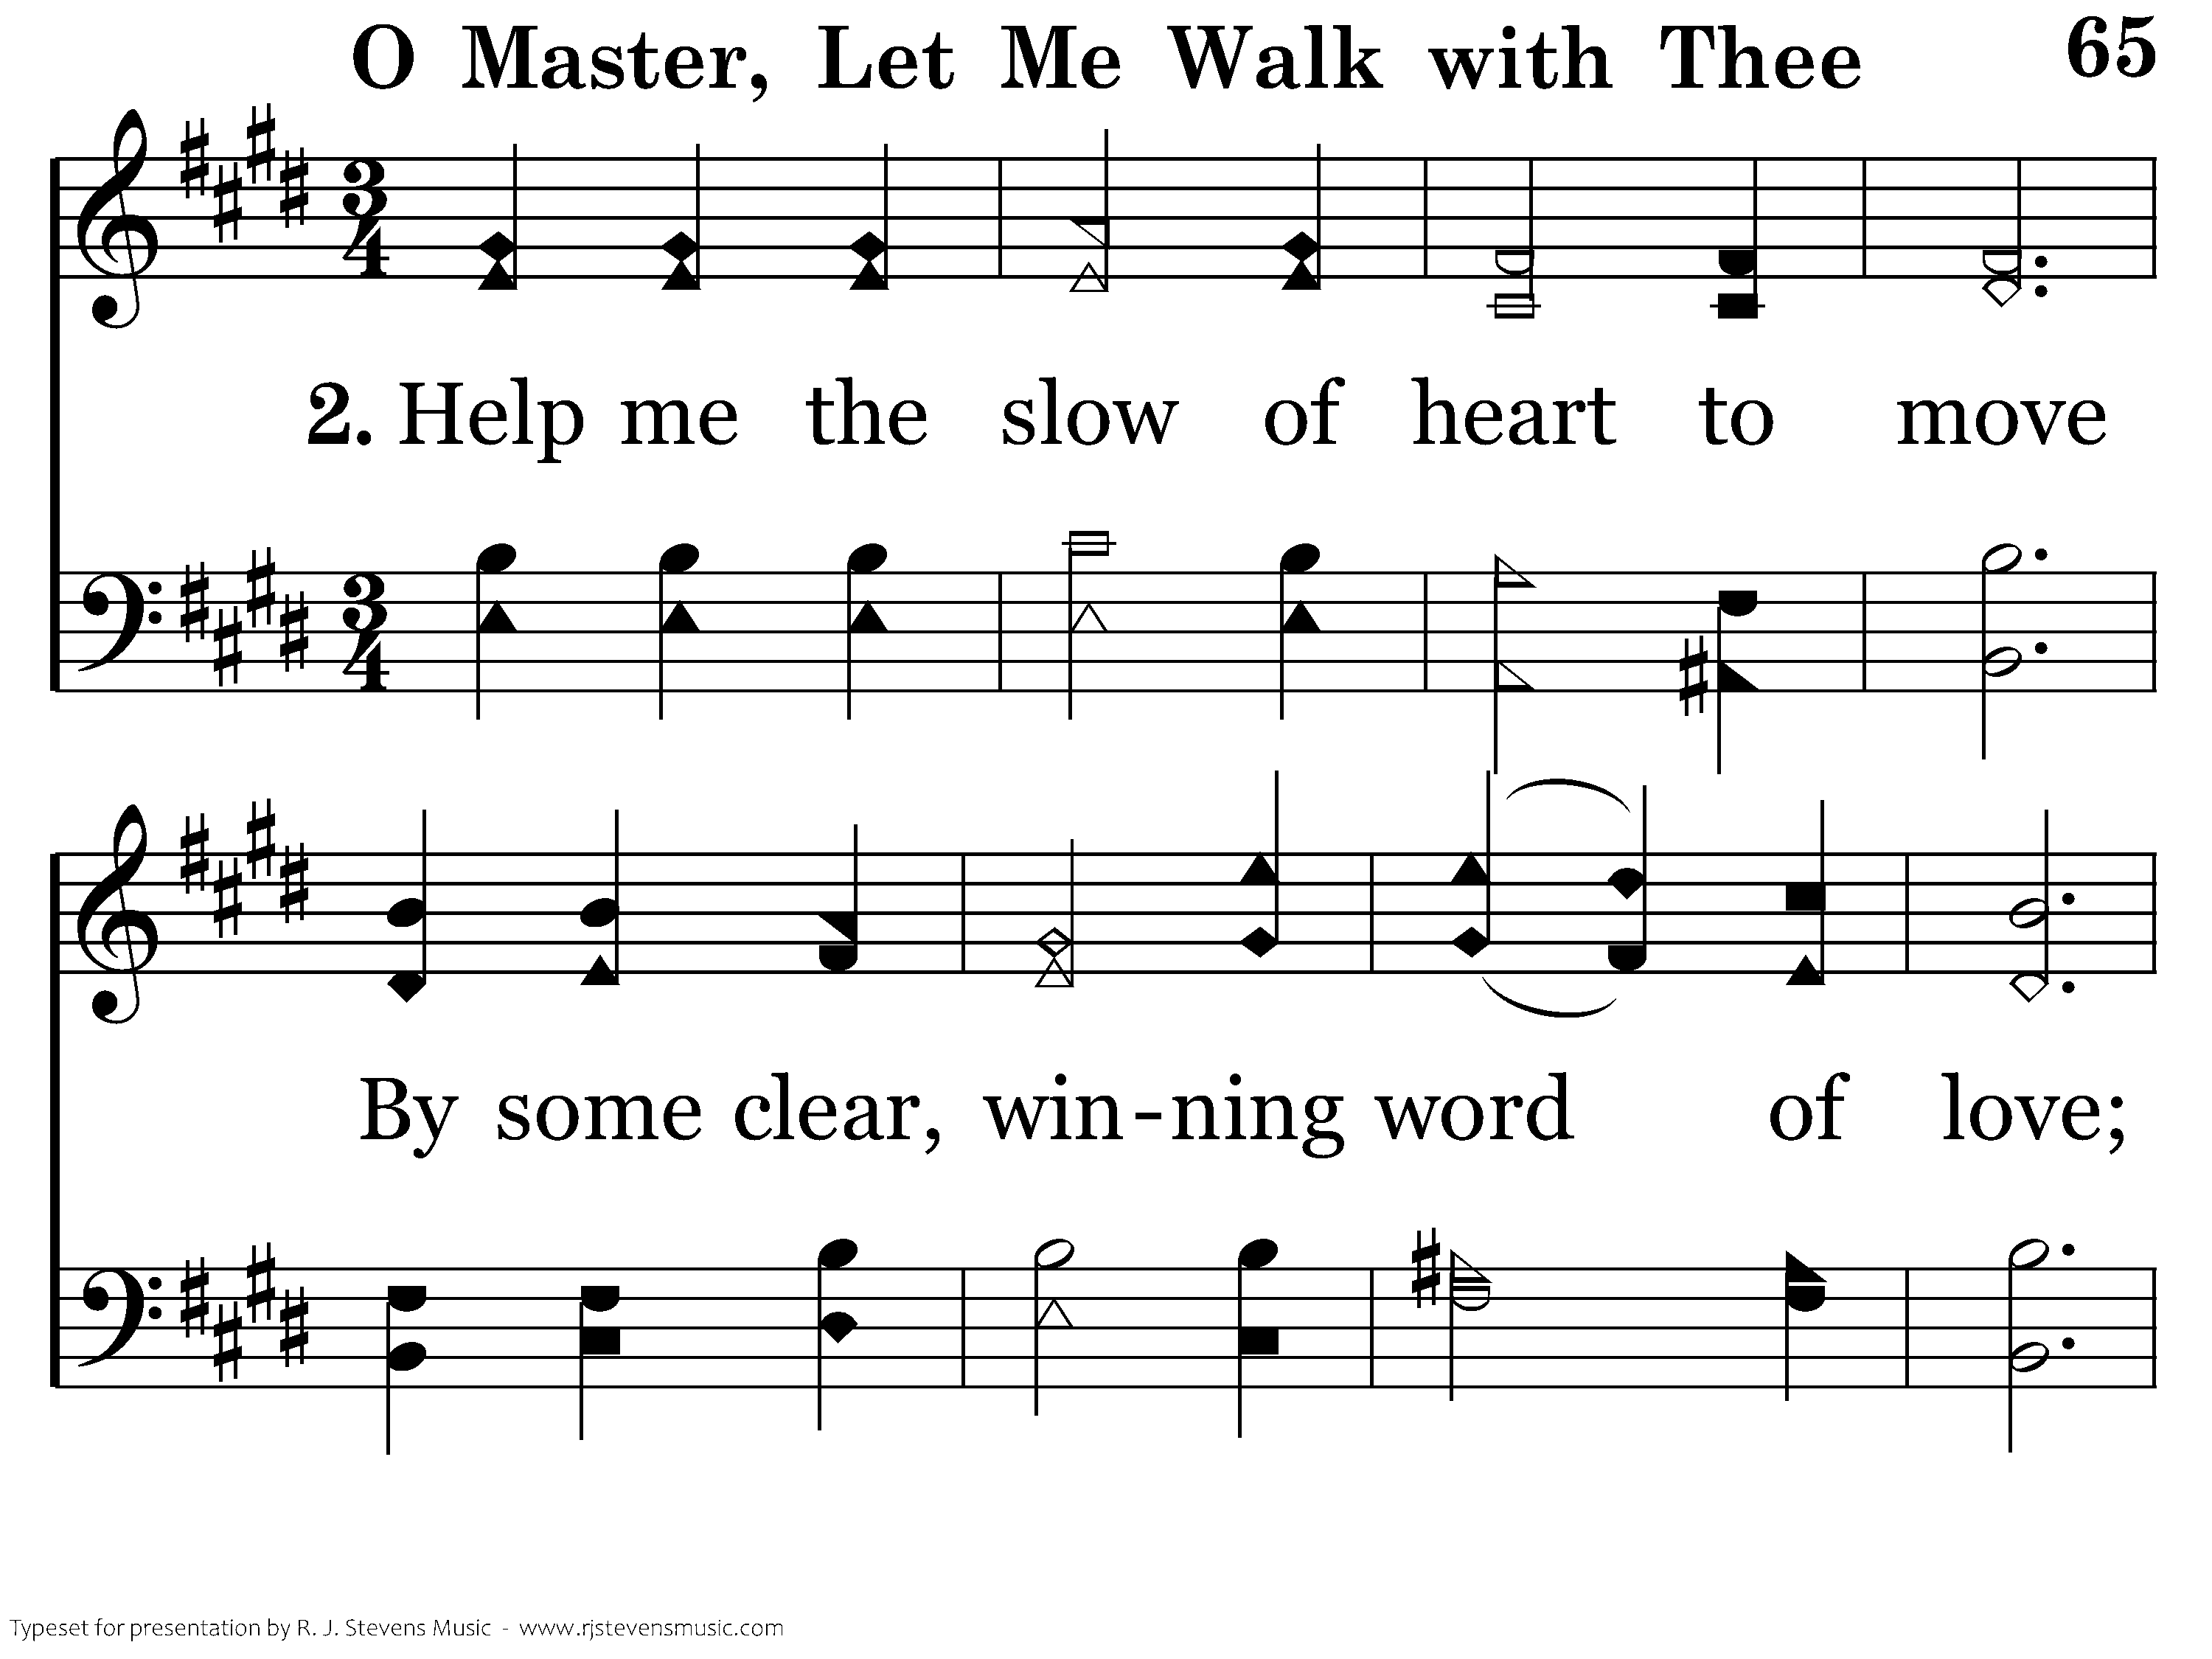 O Master, Let Me Walk with Thee 65
2. Help me the slow of heart to move
By some clear, win-ning word of love;
Typeset for presentation by R. J. Stevens Music - www.rjstevensmusic.com